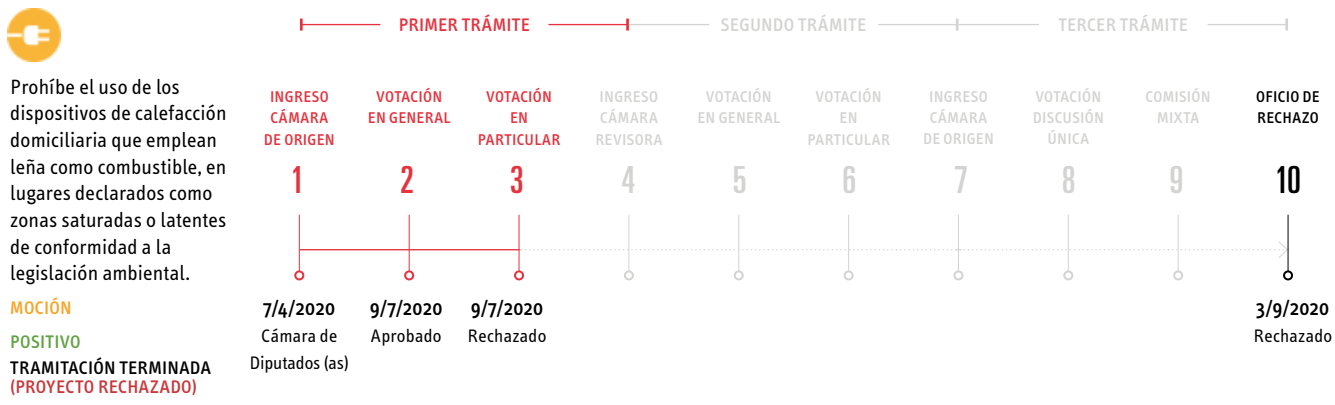 PRIMER TRÁMITE
SEGUNDO TRÁMITE
TERCER TRÁMITE
Prohíbe el uso de los
dispositivos de calefacción
domiciliaria que emplean
leña como combustible, en
lugares declarados como
zonas saturadas o latentes
de conformidad a la
legislación ambiental.
MOCIÓN
POSITIVO
TRAMITACIÓN TERMINADA
(PROYECTO RECHAZADO)
INGRESO
CÁMARA
DE ORIGEN
1
7/4/2020
Cámara de
Diputados (as)
VOTACIÓN
EN GENERAL
2
9/7/2020
Aprobado
VOTACIÓN
EN
PARTICULAR
3
9/7/2020
Rechazado
INGRESO
CÁMARA
REVISORA
4
VOTACIÓN
EN GENERAL
5
VOTACIÓN
EN
PARTICULAR
6
INGRESO
CÁMARA
DE ORIGEN
7
VOTACIÓN
DISCUSIÓN
ÚNICA
8
COMISIÓN
MIXTA
9
OFICIO DE
RECHAZO
10
3/9/2020
Rechazado